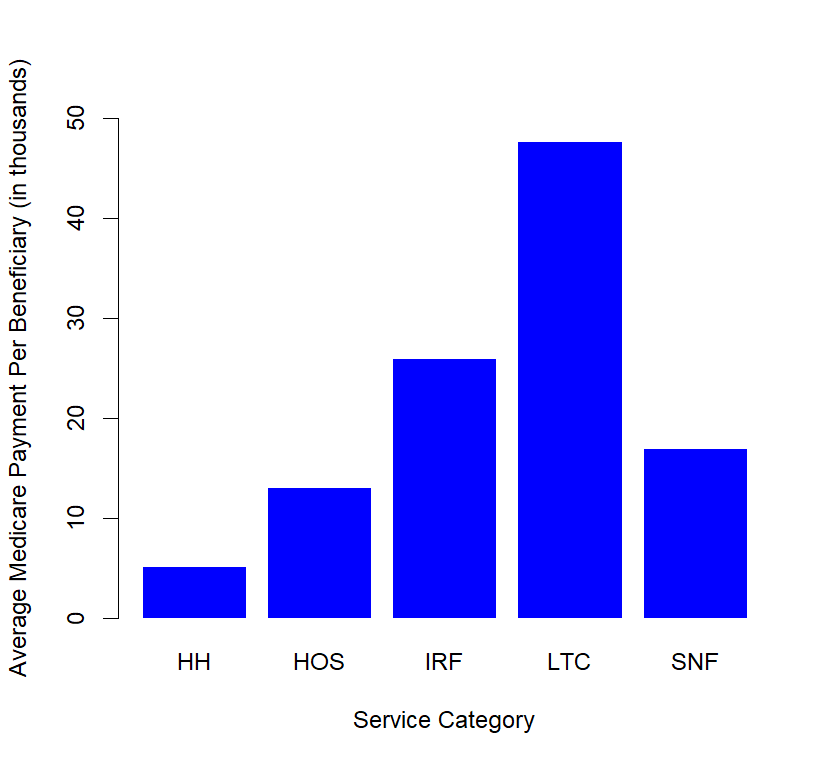 Average Medicare Payment Per Beneficiary (in thousands)
50
40
30
20
10
0
HH HOS IRF LTC SNF
Service Category